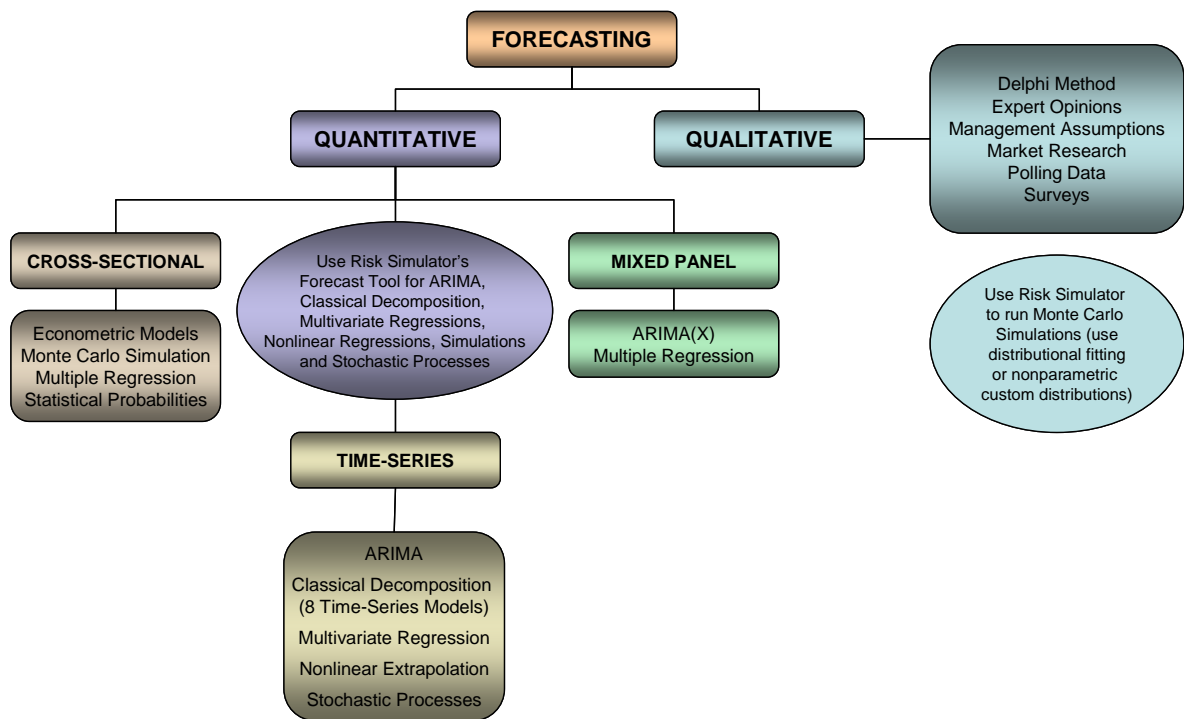 FORECASTING
QUANTITATIVE
QUALITATIVE
Delphi Method
Expert Opinions
Management Assumptions
Market Research
Polling Data
Surveys
CROSS-SECTIONAL
Use Risk Simulator’s
Forecast Tool for ARIMA,
Classical Decomposition,
Multivariate Regressions,
Nonlinear Regressions, Simulations
and Stochastic Processes
MIXED PANEL
Use Risk Simulator
to run Monte Carlo
Simulations (use
distributional fitting
or nonparametric
custom distributions)
Econometric Models
Monte Carlo Simulation
Multiple Regression
Statistical Probabilities
ARIMA(X)
Multiple Regression
TIME-SERIES
ARIMA
Classical Decomposition
(8 Time-Series Models)
Multivariate Regression
Nonlinear Extrapolation
Stochastic Processes